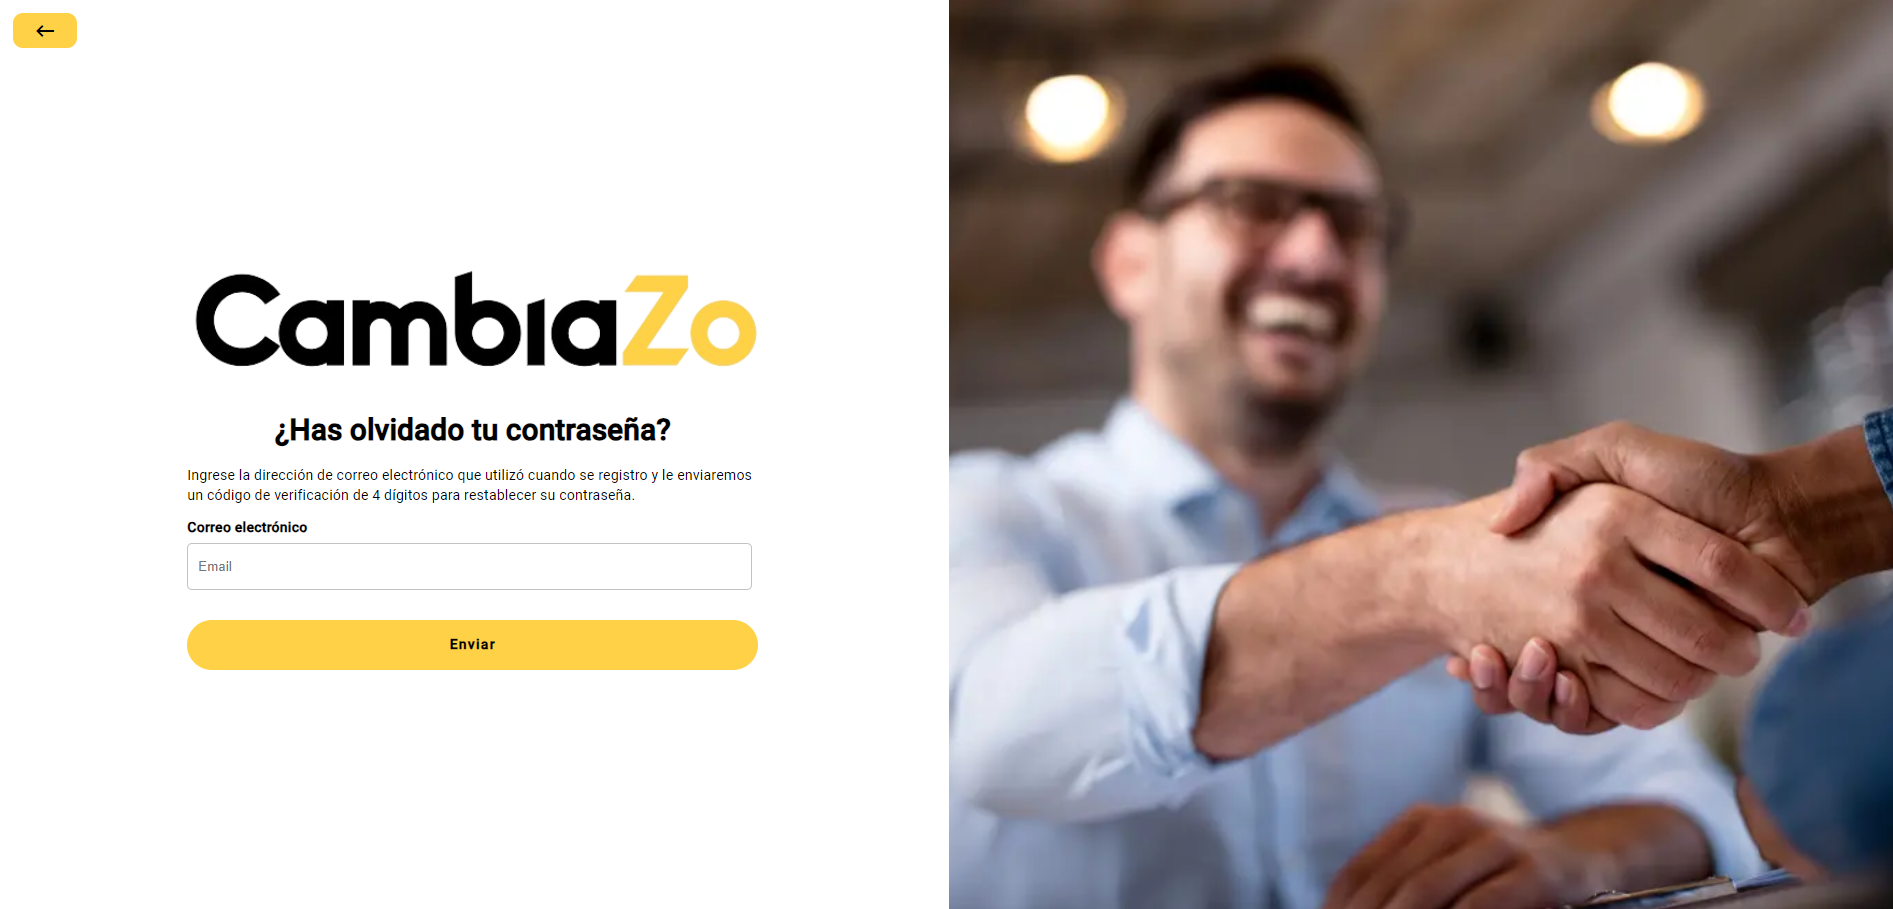 CambiaZo
¿Has olvidado tu contraseña?
Ingrese la dirección de correo electrónico que utilizó cuando se registro y le enviaremos
un código de verificación de 4 dígitos para restablecer su contraseña.
Correo electrónico
Email
Enviar